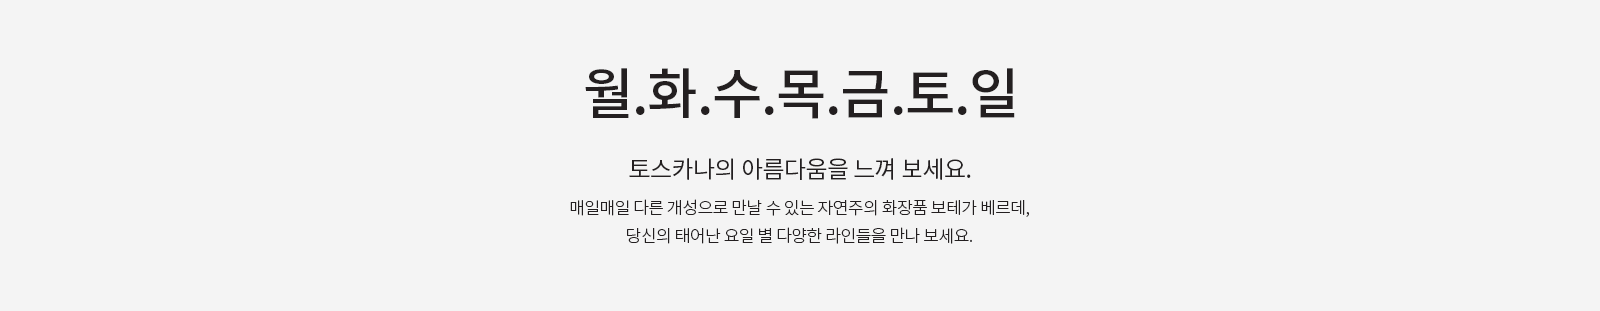 월.화.수.목.금.토.일
토스카나의 아름다움을 느껴 보세요.
매일매일 다른 개성으로 만날 수 있는 자연주의 화장품 보테가 베르데,
당신의 태어난 요일 별 다양한 라인들을 만나 보세요.